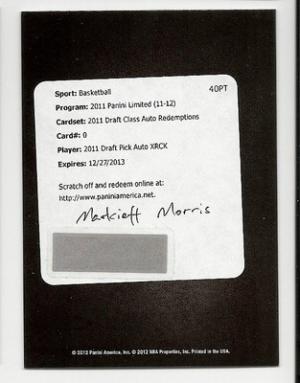 Sport: Basketball
40PT
Program: 2011 Panini Limited (11-12)
Cardset: 2011 Draft Class Auto Redemptions
Card#: 0
Player: 2011 Draft Pick Auto XRCK
Expires: 12/27/2013
Scratch off and redeem online at:
http://www.paniniamerica.net.
Markieff Morris
© 2012 Panini America, Inc. © 2012 NBA Properties, Inc. Printed in the USA.